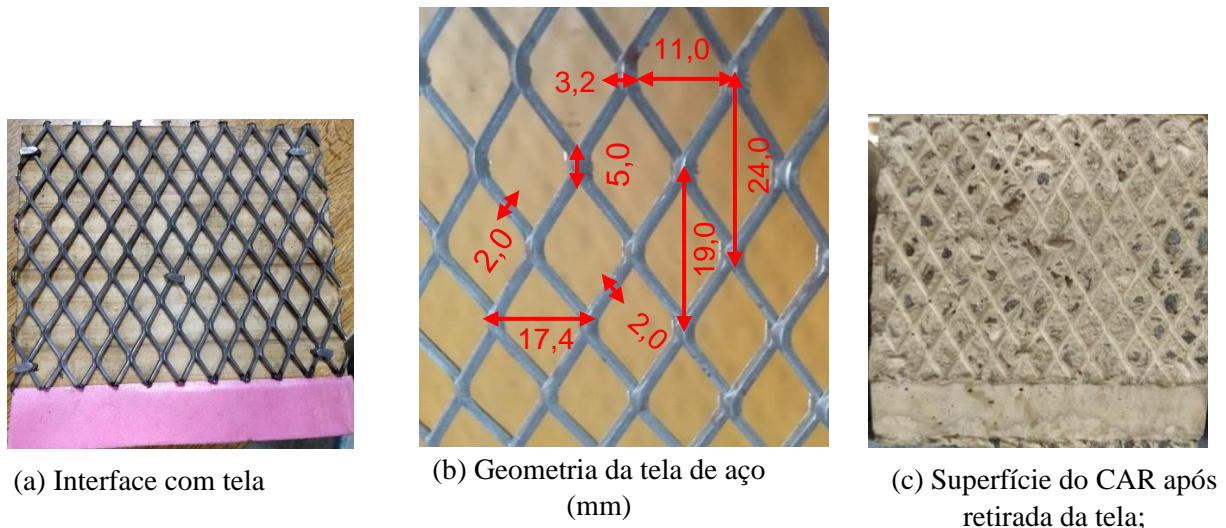 11,0
3,2
5,0
24,0
2,0
19,0
2,0
17,4
(a) Interface com tela
(b) Geometria da tela de aço
(mm)
(c) Superfície do CAR após
retirada da tela;